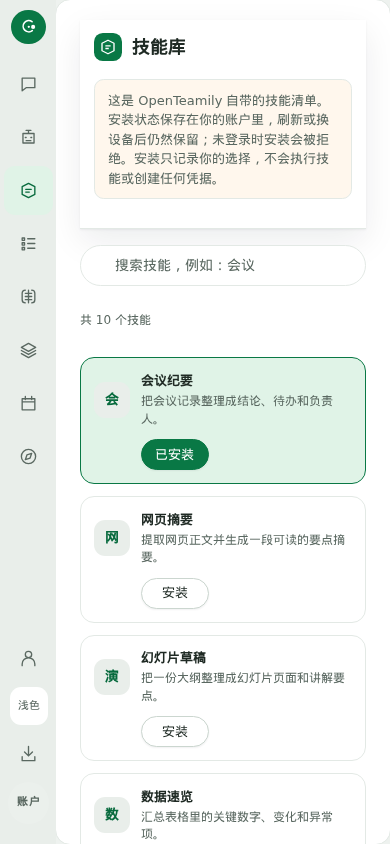 技能库
这是 OpenTeamily 自带的技能清单。
安装状态保存在你的账户里，刷新或换
设备后仍然保留；未登录时安装会被拒
绝。安装只记录你的选择，不会执行技
能或创建任何凭据。
搜索技能，例如：会议
共 10 个技能
会
会议纪要
把会议记录整理成结论、待办和负责
人。
已安装
网
网页摘要
提取网页正文并生成一段可读的要点摘
要。
安装
演
幻灯片草稿
把一份大纲整理成幻灯片页面和讲解要
点。
安装
数
数据速览
汇总表格里的关键数字、变化和异常
项。
浅色
账户